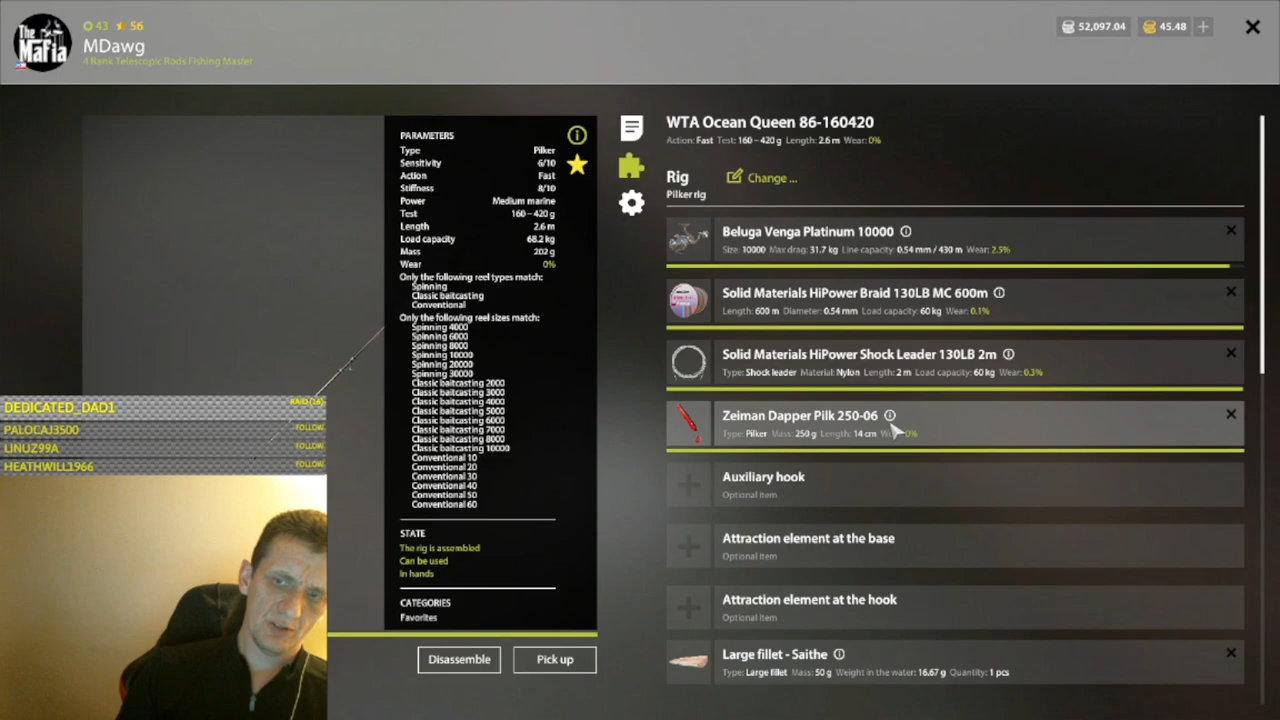 The
Mafia
43 56
MDawg
4 Rank Telescopic Rods Fishing Master
52,097.04
45.48
PARAMETERS
Type Pilker
Sensitivity 6/10
Action Fast
Stiffness 8/10
Power Medium marine
Test 160 – 420 g
Length 2.6 m
Load capacity 68.2 kg
Mass 202 g
Wear 0%
Only the following reel types match:
Spinning
Classic baitcasting
Conventional
Only the following reel sizes match:
Spinning 4000
Spinning 6000
Spinning 8000
Spinning 10000
Spinning 20000
Spinning 30000
Classic baitcasting 2000
Classic baitcasting 3000
Classic baitcasting 4000
Classic baitcasting 5000
Classic baitcasting 6000
Classic baitcasting 7000
Classic baitcasting 8000
Classic baitcasting 10000
Conventional 10
Conventional 20
Conventional 30
Conventional 40
Conventional 50
Conventional 60
STATE
The rig is assembled
Can be used
In hands
CATEGORIES
Favorites
Disassemble
Pick up
WTA Ocean Queen 86-160420
Action: Fast Test: 160 – 420 g Length: 2.6 m Wear: 0%
Rig
Change ...
Pilker rig
Beluga Venga Platinum 10000
Size: 10000 Max drag: 31.7 kg Line capacity: 0.54 mm / 430 m Wear: 2.5%
Solid Materials HiPower Braid 130LB MC 600m
Length: 600 m Diameter: 0.54 mm Load capacity: 60 kg Wear: 0.1%
Solid Materials HiPower Shock Leader 130LB 2m
Type: Shock leader Material: Nylon Length: 2 m Load capacity: 60 kg Wear: 0.3%
Zeiman Dapper Pilk 250-06
Type: Pilker Mass: 250 g Length: 14 cm 0%
Auxiliary hook
Optional item
Attraction element at the base
Optional item
Attraction element at the hook
Optional item
Large fillet - Saithe
Type: Large fillet Mass: 50 g Weight in the water: 16.67 g Quantity: 1 pcs
DEDICATED_DAD1 RAID (16)
PALOCAJ3500 FOLLOW
LINUZ99A FOLLOW
HEATHWILL1966 FOLLOW